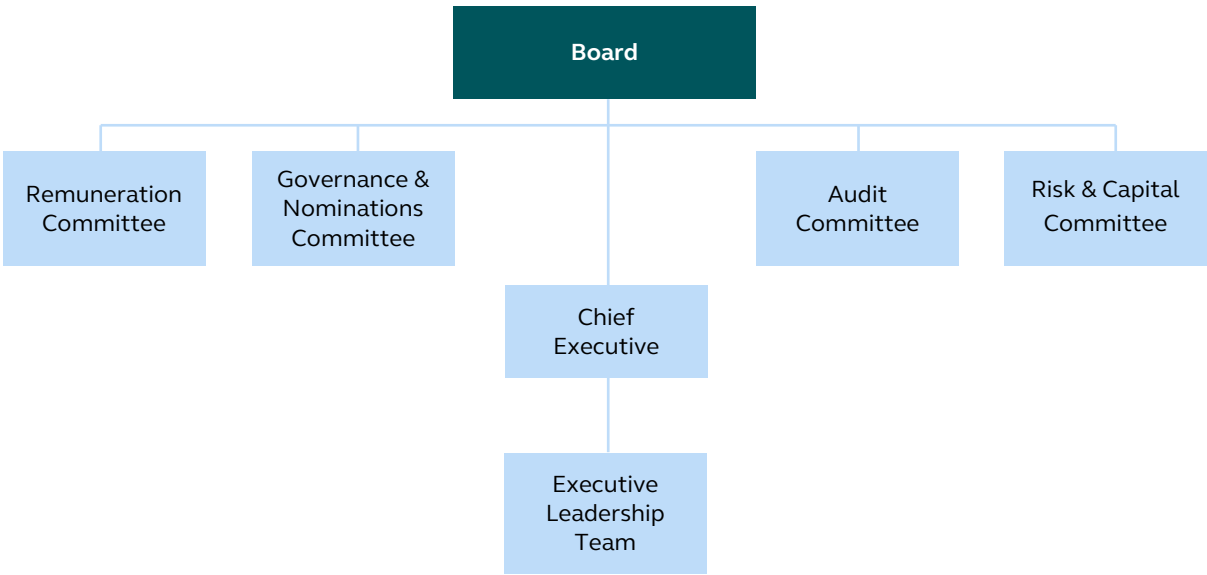 Board
Remuneration
Committee
Governance &
Nominations
Committee
Audit
Committee
Risk & Capital
Committee
Chief
Executive
Executive
Leadership
Team